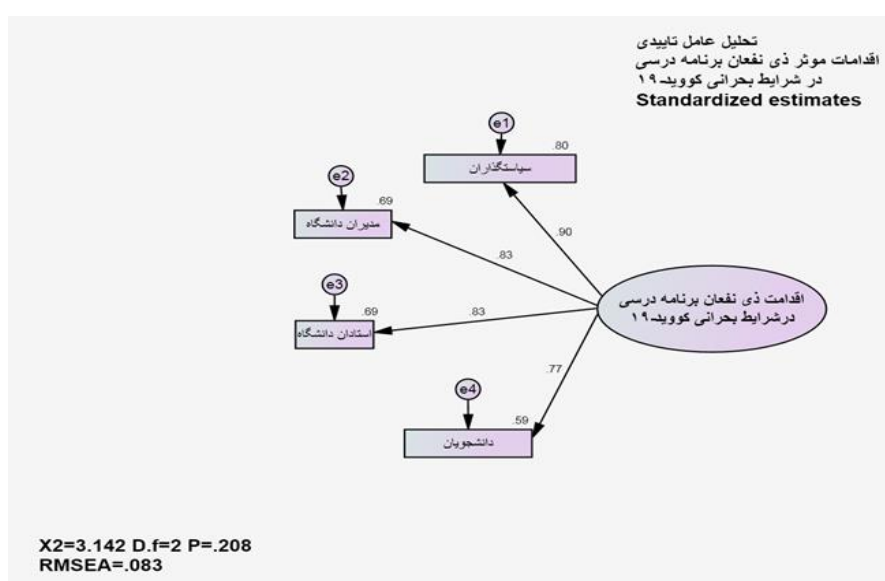 تحلیل عامل تاییدی
اقدامات موثر ذی نفعان برنامه درسی
در شرایط بحرانی کووید-۱۹
Standardized estimates
e1
.80
سیاستگذاران
e2
.69
مدیران دانشگاه
.90
.83
e3
.69
استادان دانشگاه
.83
اقدامت ذی نفعان برنامه درسی
درشرایط بحرانی کووید-۱۹
.77
e4
.59
دانشجویان
X2=3.142 D.f=2 P=.208
RMSEA=.083